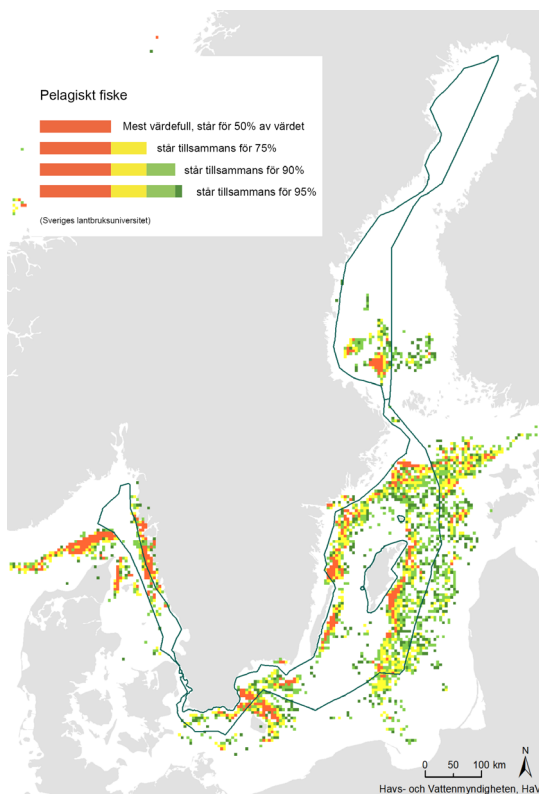 Pelagiskt fiske
Mest värdefull, står för 50% av värdet
står tillsammans för 75%
står tillsammans för 90%
står tillsammans för 95%
(Sveriges lantbruksuniversitet)
0 50 100 km
N
Havs- och Vattenmyndigheten, HaV